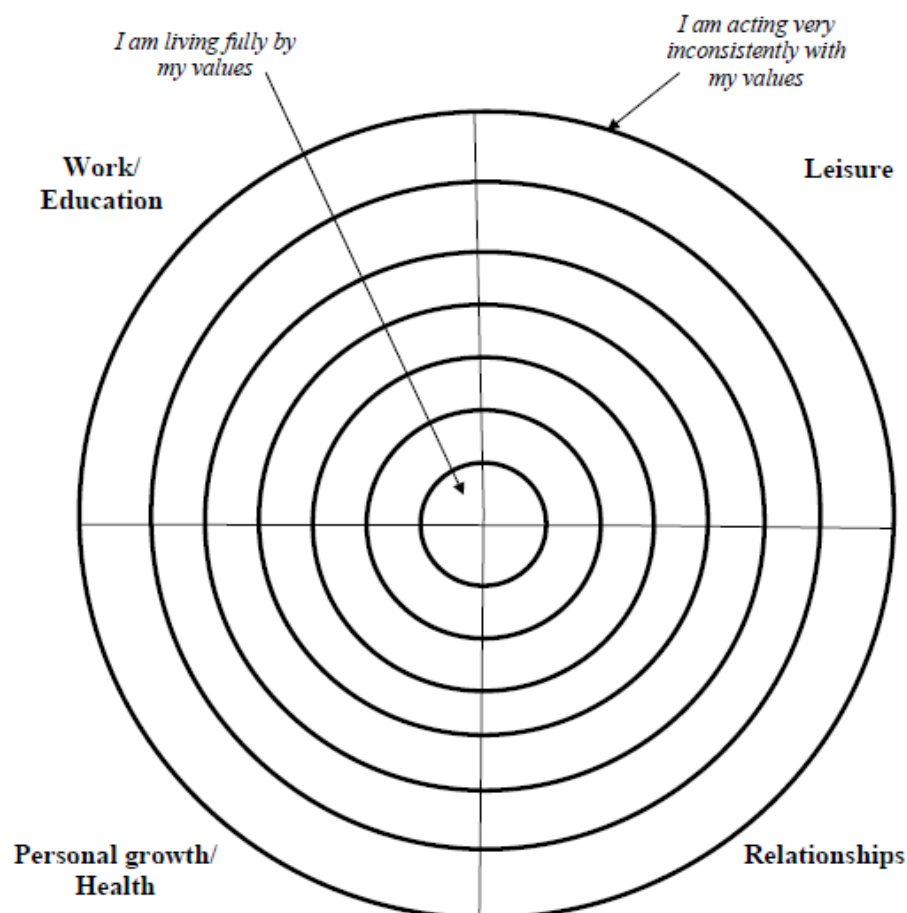 I am living fully by
my values
I am acting very
inconsistently with
my values
Work/
Education
Leisure
Personal growth/
Health
Relationships